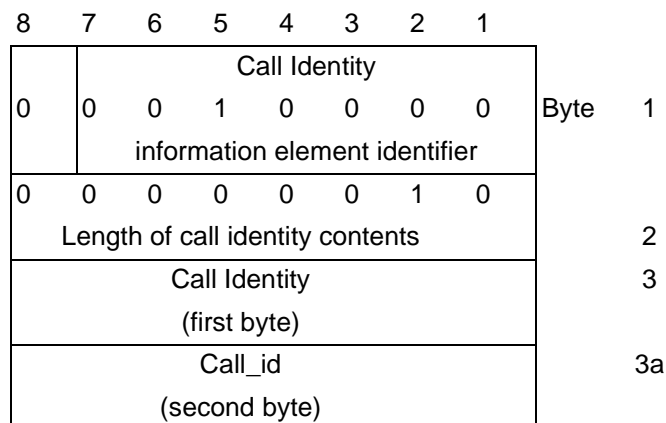 8 7 6 5 4 3 2 1
Call Identity
0 0 0 1 0 0 0 0 Byte 1
information element identifier
0 0 0 0 0 0 1 0
Length of call identity contents 2
Call Identity 3
(first byte)
Call_id 3a
(second byte)